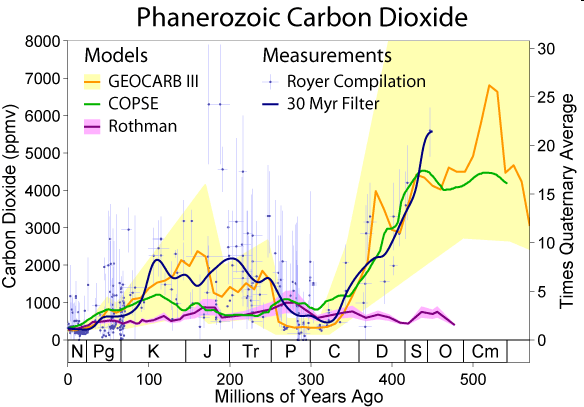 Phanerozoic Carbon Dioxide
Models
GEOCARB III
COPSE
Rothman
Measurements
Royer Compilation
30 Myr Filter
Carbon Dioxide (ppmv)
8000
7000
6000
5000
4000
3000
2000
1000
0
Times Quaternary Average
30
25
20
15
10
5
0
N Pg K J Tr P C D S O Cm
0 100 200 300 400 500
Millions of Years Ago